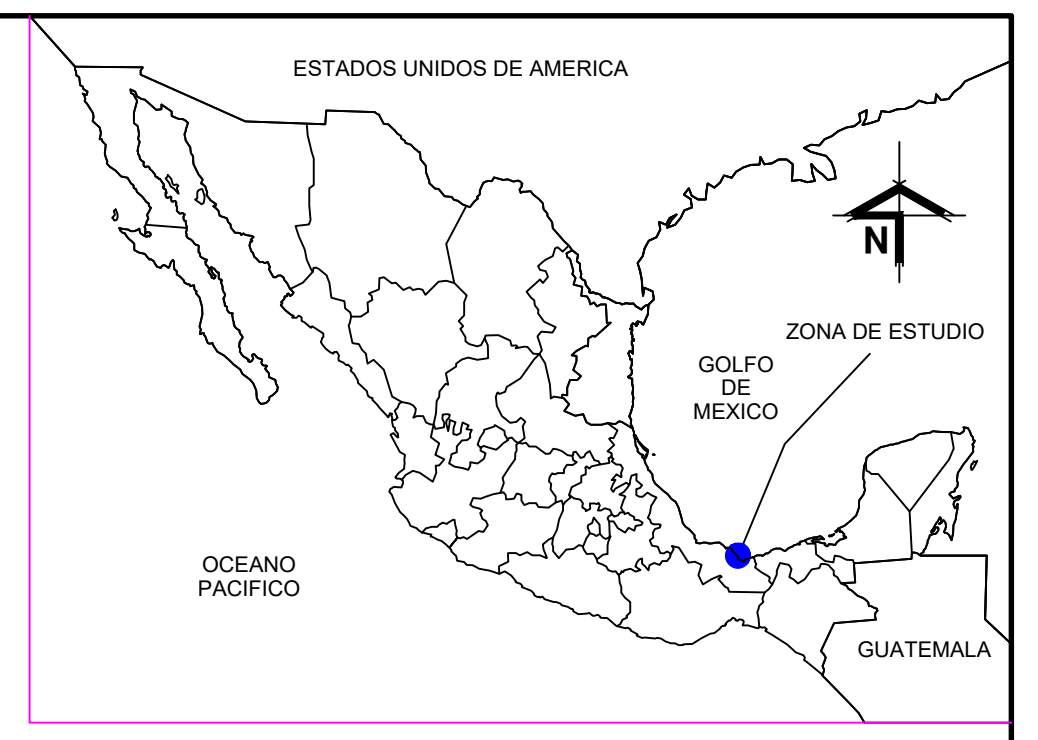 ESTADOS UNIDOS DE AMERICA
N
ZONA DE ESTUDIO
GOLFO
DE
MEXICO
OCEANO
PACIFICO
GUATEMALA